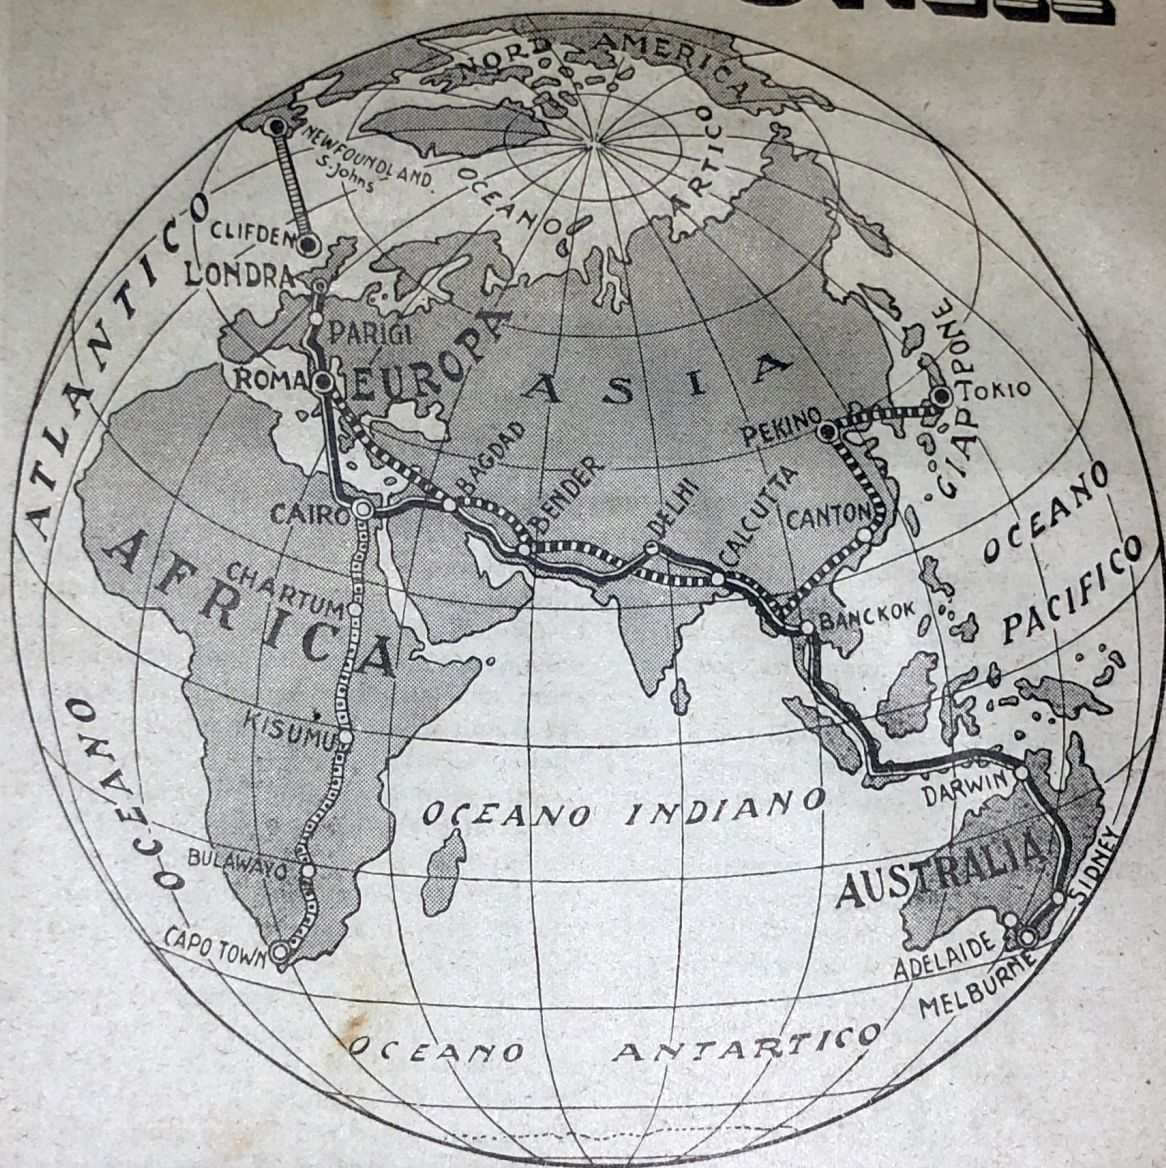 NORD AMERICA
NEWFOUNDLAND.
S. Johns
OCEANO ARTICO
CLIFDEN
LONDRA
PARIGI
ROMA
EUROPA
ASIA
ATLANTICO
OCEANO
GIAPPONE
TOKIO
PEKINO
BAGDAD
BENDER
DELHI
CALCUTTA
CANTON
CAIRO
OCEANO
PACIFICO
AFRICA
CHARTUM
BANCKOK
KISUMU
OCEANO INDIANO
DARWIN
BULAWAYO
AUSTRALIA
SIDNEY
CAPO TOWN
ADELAIDE
MELBURNE
OCEANO ANTARTICO